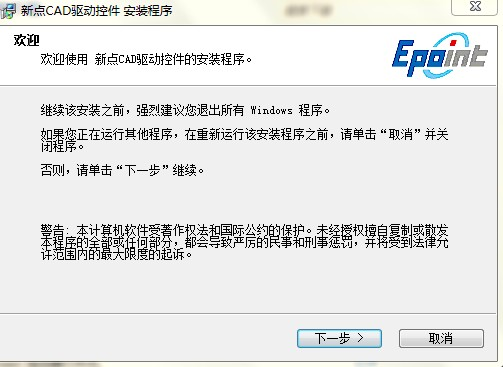 新点CAD驱动控件 安装程序
欢迎
欢迎使用 新点CAD驱动控件的安装程序。
Epoint
继续该安装之前，强烈建议您退出所有 Windows 程序。
如果您正在运行其他程序，在重新运行该安装程序之前，请单击“取消”并关
闭程序。
否则，请单击“下一步”继续。
警告: 本计算机软件受著作权法和国际公约的保护。未经授权擅自复制或散发
本程序的全部或任何部分，都会导致严厉的民事和刑事惩罚，并将受到法律允
许范围内的最大限度的起诉。
下一步 >
取消